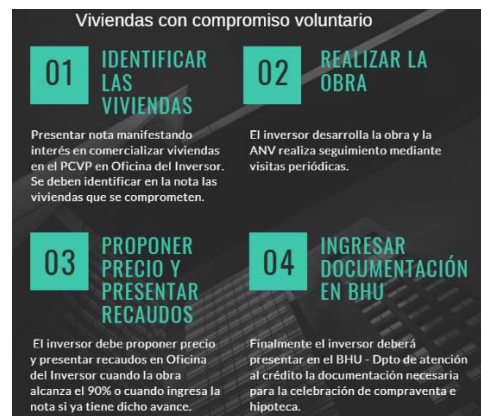 Viviendas con compromiso voluntario
01
IDENTIFICAR
LAS
VIVIENDAS
Presentar nota manifestando
interés en comercializar viviendas
en el PCVP en Oficina del Inversor.
Se deben identificar en la nota las
viviendas que se comprometen.
02
REALIZAR LA
OBRA
El inversor desarrolla la obra y la
ANV realiza seguimiento mediante
visitas periódicas.
03
PROPONER
PRECIO Y
PRESENTAR
RECAUDOS
El inversor debe proponer precio
y presentar recaudos en Oficina
del Inversor cuando la obra
alcanza el 90% o cuando ingresa la
nota si ya tiene dicho avance.
04
INGRESAR
DOCUMENTACIÓN
EN BHU
Finalmente el inversor deberá
presentar en el BHU - Dpto de atención
al crédito la documentación necesaria
para la celebración de compraventa e
hipoteca.